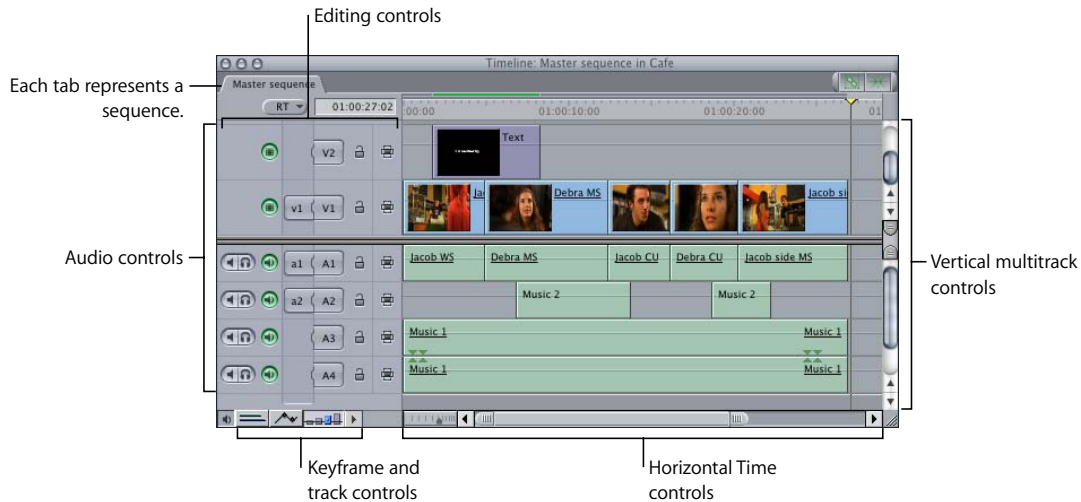 Editing controls
Timeline: Master sequence in Cafe
Each tab represents a
sequence.
Master sequence
RT
01:00:27:02
:00:00
01:00:10:00
01:00:20:00
01
Text
V2
v1 V1
Debra MS
Jacob si
Audio controls
a1 A1
Jacob WS
Debra MS
Jacob CU
Debra CU
Jacob side MS
Vertical multitrack
controls
a2 A2
Music 2
Music 2
A3
Music 1
Music 1
A4
Music 1
Music 1
Keyframe and
track controls
Horizontal Time
controls